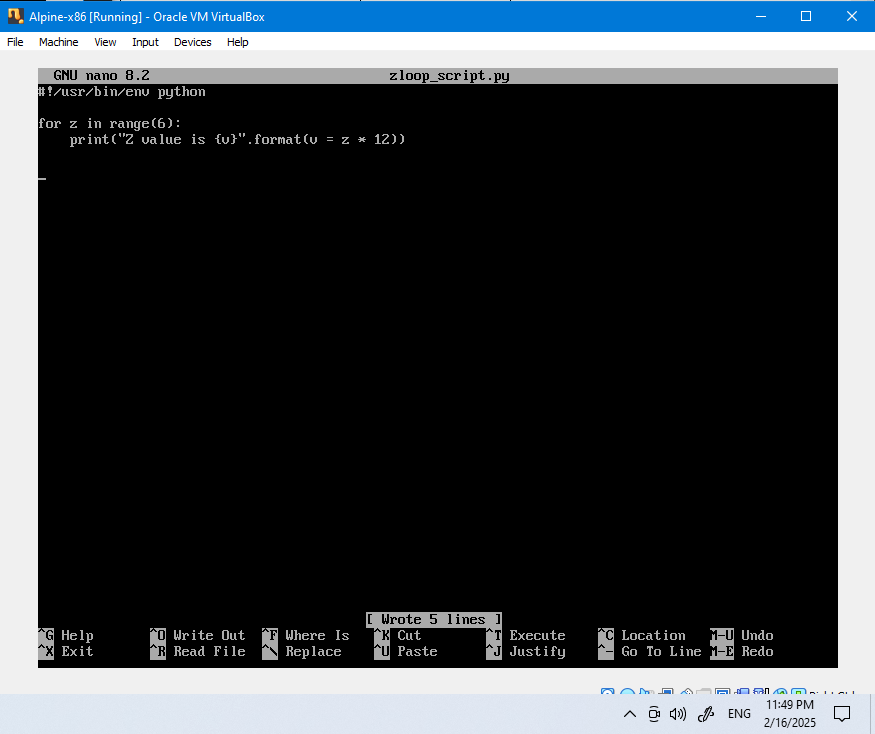 Alpine-x86 [Running] - Oracle VM VirtualBox
File Machine View Input Devices Help
GNU nano 8.2 zloop_script.py
#!/usr/bin/env python
for z in range(6):
    print("Z value is {v}".format(v = z * 12))
[ Wrote 5 lines ]
^G Help ^O Write Out ^F Where Is ^K Cut ^T Execute ^C Location M-U Undo
^X Exit ^R Read File ^\ Replace ^U Paste ^J Justify ^- Go To Line M-E Redo
ENG 11:49 PM
2/16/2025